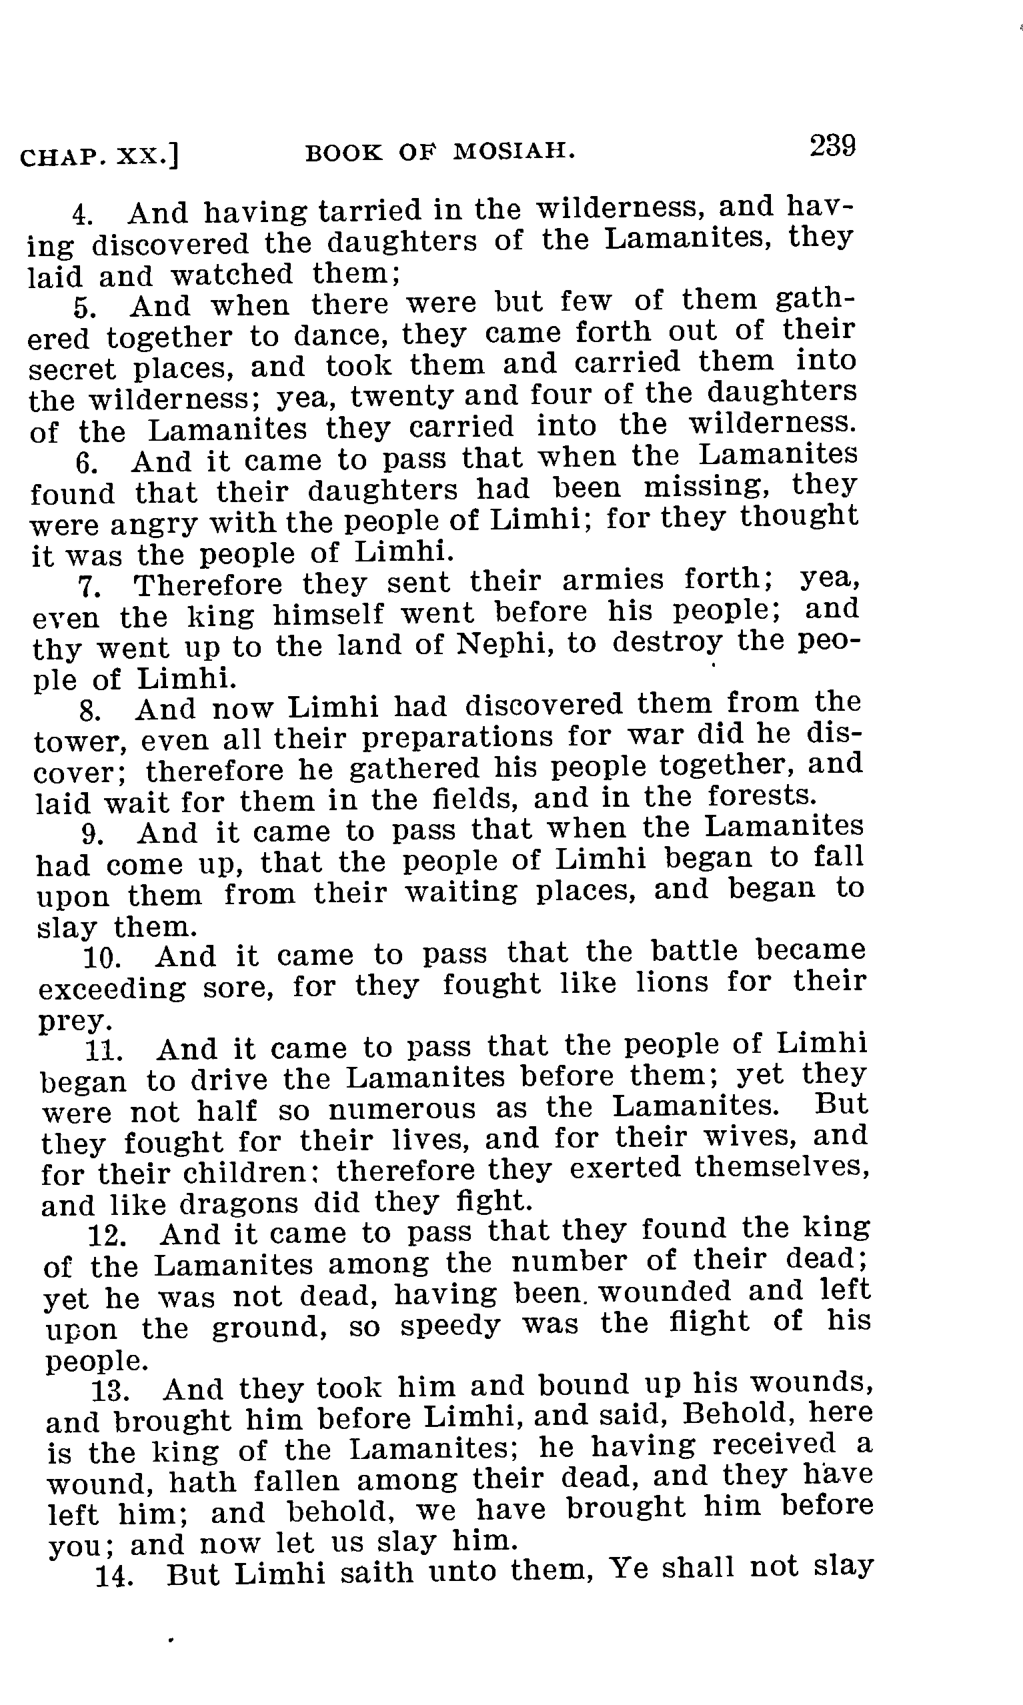 CHAP. XX.] BOOK OF MOSIAH. 239
4. And having tarried in the wilderness, and hav-
ing discovered the daughters of the Lamanites, they
laid and watched them;
5. And when there were but few of them gath-
ered together to dance, they came forth out of their
secret places, and took them and carried them into
the wilderness; yea, twenty and four of the daughters
of the Lamanites they carried into the wilderness.
6. And it came to pass that when the Lamanites
found that their daughters had been missing, they
were angry with the people of Limhi; for they thought
it was the people of Limhi.
7. Therefore they sent their armies forth; yea,
even the king himself went before his people; and
thy went up to the land of Nephi, to destroy the peo-
ple of Limhi.
8. And now Limhi had discovered them from the
tower, even all their preparations for war did he dis-
cover; therefore he gathered his people together, and
laid wait for them in the fields, and in the forests.
9. And it came to pass that when the Lamanites
had come up, that the people of Limhi began to fall
upon them from their waiting places, and began to
slay them.
10. And it came to pass that the battle became
exceeding sore, for they fought like lions for their
prey.
11. And it came to pass that the people of Limhi
began to drive the Lamanites before them; yet they
were not half so numerous as the Lamanites. But
they fought for their lives, and for their wives, and
for their children; therefore they exerted themselves,
and like dragons did they fight.
12. And it came to pass that they found the king
of the Lamanites among the number of their dead;
yet he was not dead, having been. wounded and left
upon the ground, so speedy was the flight of his
people.
13. And they took him and bound up his wounds,
and brought him before Limhi, and said, Behold, here
is the king of the Lamanites; he having received a
wound, hath fallen among their dead, and they have
left him; and behold, we have brought him before
you; and now let us slay him.
14. But Limhi saith unto them, Ye shall not slay